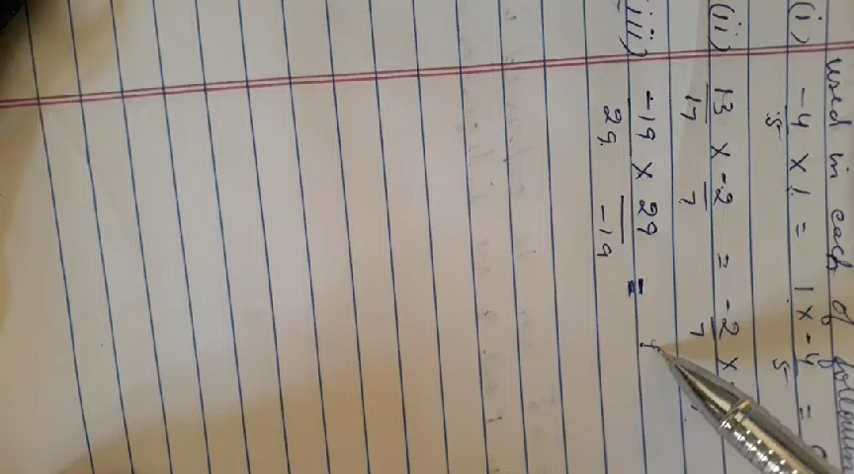 used in each of following
(i) -4/5 × 1 = 1 × -4/5 =
(ii) 13/17 × -2/7 = -2/7 ×
(iii) -19/29 × 29/-19 =